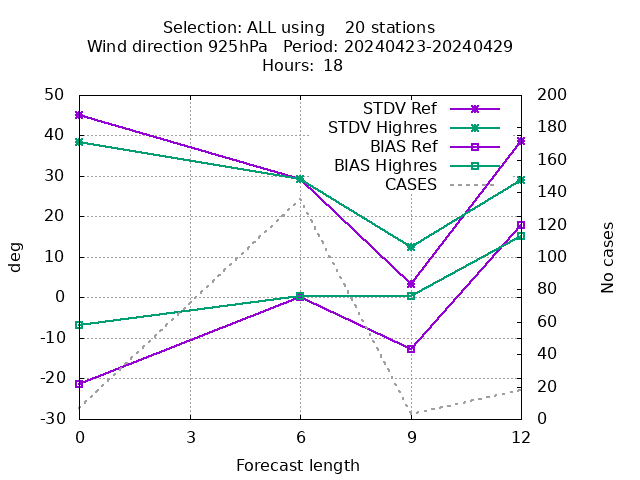 Selection: ALL using    20 stations
Wind direction 925hPa   Period: 20240423-20240429
Hours: 18
STDV Ref
STDV Highres
BIAS Ref
BIAS Highres
CASES
50
40
30
20
10
0
-10
-20
-30
deg
200
180
160
140
120
100
80
60
40
20
0
No cases
0 3 6 9 12
Forecast length